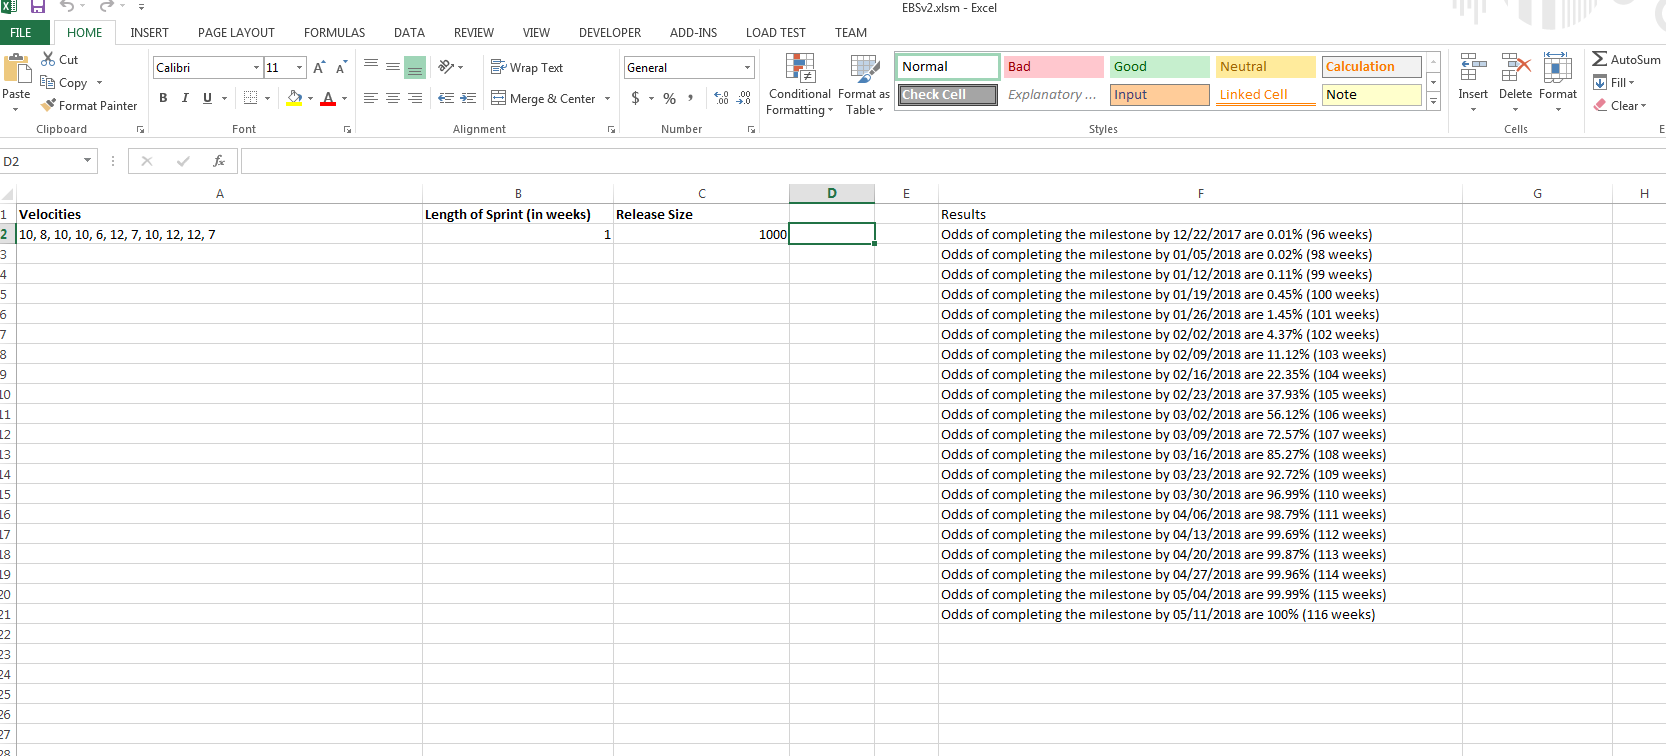 EBSv2.xlsm - Excel
FILE HOME INSERT PAGE LAYOUT FORMULAS DATA REVIEW VIEW DEVELOPER ADD-INS LOAD TEST TEAM
Paste
Cut
Copy
Format Painter
Clipboard
Calibri 11
B I U
Font
Wrap Text
Merge & Center
Alignment
General
$ % ,
Number
Conditional Formatting
Format as Table
Normal Bad Good Neutral Calculation
Check Cell Explanatory ... Input Linked Cell Note
Styles
Insert Delete Format
Cells
AutoSum
Fill
Clear
D2
fx
A B C D E F G H
1 Velocities Length of Sprint (in weeks) Release Size Results
2 10, 8, 10, 10, 6, 12, 7, 10, 12, 12, 7 1 1000 Odds of completing the milestone by 12/22/2017 are 0.01% (96 weeks)
3 Odds of completing the milestone by 01/05/2018 are 0.02% (98 weeks)
4 Odds of completing the milestone by 01/12/2018 are 0.11% (99 weeks)
5 Odds of completing the milestone by 01/19/2018 are 0.45% (100 weeks)
6 Odds of completing the milestone by 01/26/2018 are 1.45% (101 weeks)
7 Odds of completing the milestone by 02/02/2018 are 4.37% (102 weeks)
8 Odds of completing the milestone by 02/09/2018 are 11.12% (103 weeks)
9 Odds of completing the milestone by 02/16/2018 are 22.35% (104 weeks)
10 Odds of completing the milestone by 02/23/2018 are 37.93% (105 weeks)
11 Odds of completing the milestone by 03/02/2018 are 56.12% (106 weeks)
12 Odds of completing the milestone by 03/09/2018 are 72.57% (107 weeks)
13 Odds of completing the milestone by 03/16/2018 are 85.27% (108 weeks)
14 Odds of completing the milestone by 03/23/2018 are 92.72% (109 weeks)
15 Odds of completing the milestone by 03/30/2018 are 96.99% (110 weeks)
16 Odds of completing the milestone by 04/06/2018 are 98.79% (111 weeks)
17 Odds of completing the milestone by 04/13/2018 are 99.69% (112 weeks)
18 Odds of completing the milestone by 04/20/2018 are 99.87% (113 weeks)
19 Odds of completing the milestone by 04/27/2018 are 99.96% (114 weeks)
20 Odds of completing the milestone by 05/04/2018 are 99.99% (115 weeks)
21 Odds of completing the milestone by 05/11/2018 are 100% (116 weeks)
22
23
24
25
26
27
28